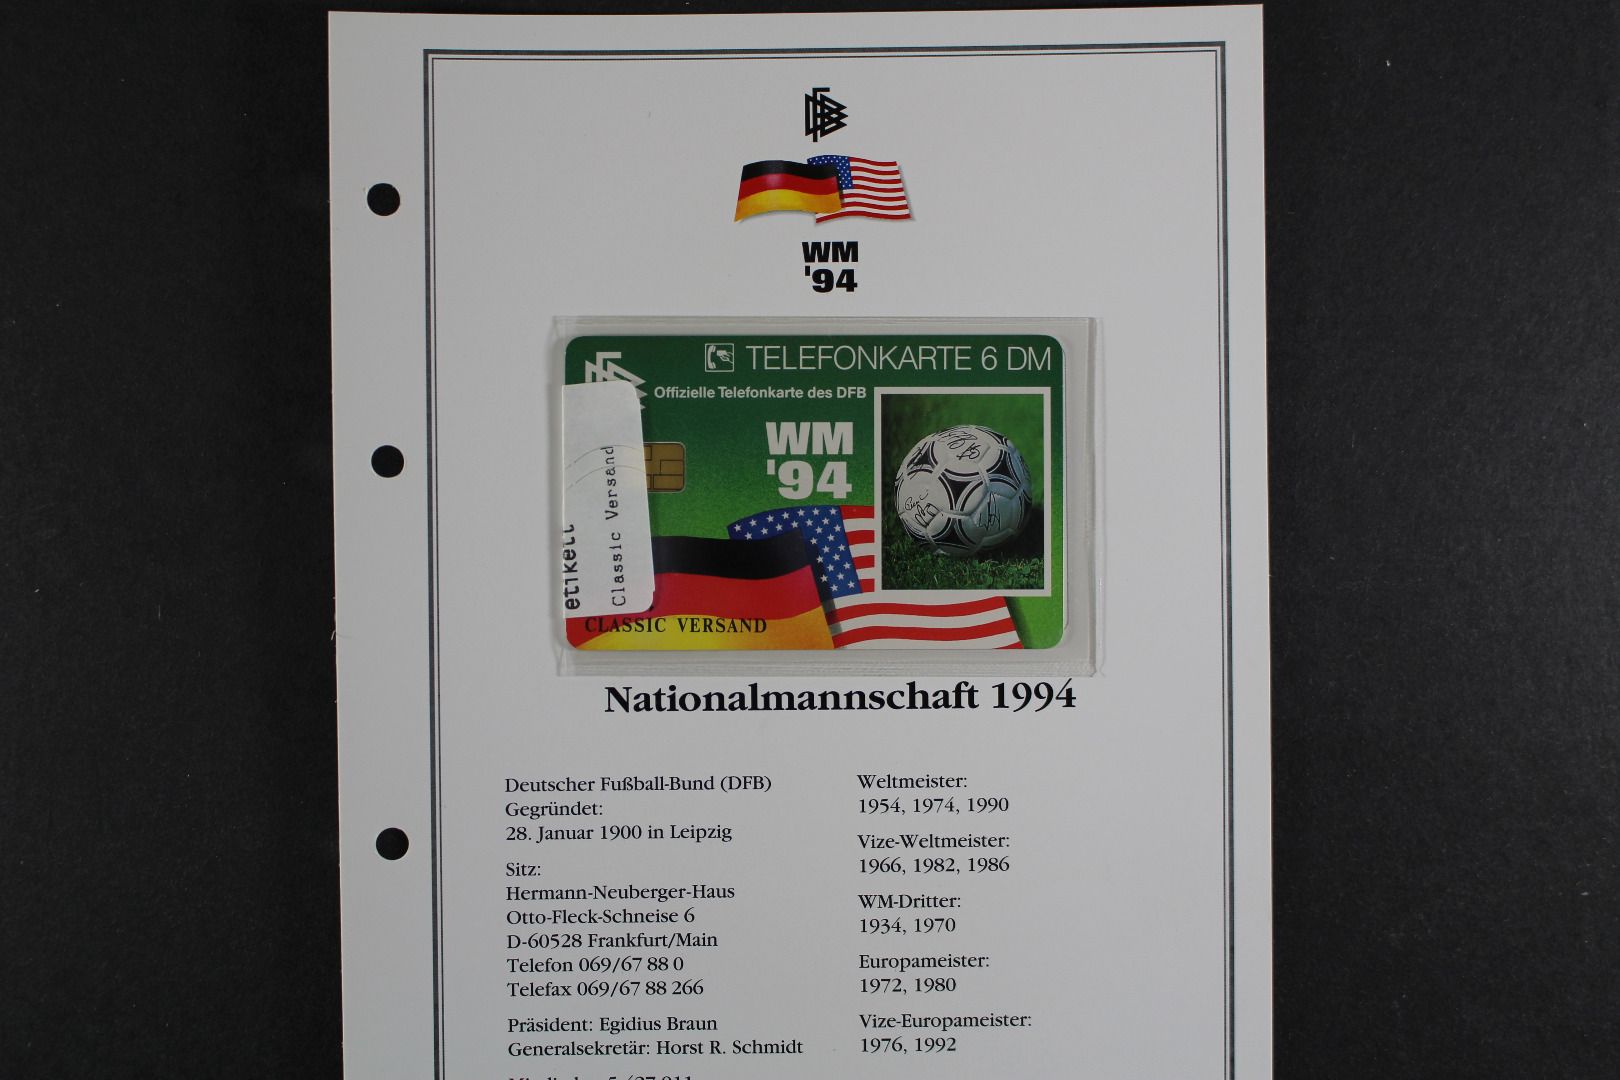 WM
'94
TELEFONKARTE 6 DM
Offizielle Telefonkarte des DFB
WM
'94
etikett
Classic Versand
CLASSIC VERSAND
Nationalmannschaft 1994
Deutscher Fußball-Bund (DFB)
Gegründet:
28. Januar 1900 in Leipzig
Sitz:
Hermann-Neuberger-Haus
Otto-Fleck-Schneise 6
D-60528 Frankfurt/Main
Telefon 069/67 88 0
Telefax 069/67 88 266
Präsident: Egidius Braun
Generalsekretär: Horst R. Schmidt
Weltmeister:
1954, 1974, 1990
Vize-Weltmeister:
1966, 1982, 1986
WM-Dritter:
1934, 1970
Europameister:
1972, 1980
Vize-Europameister:
1976, 1992